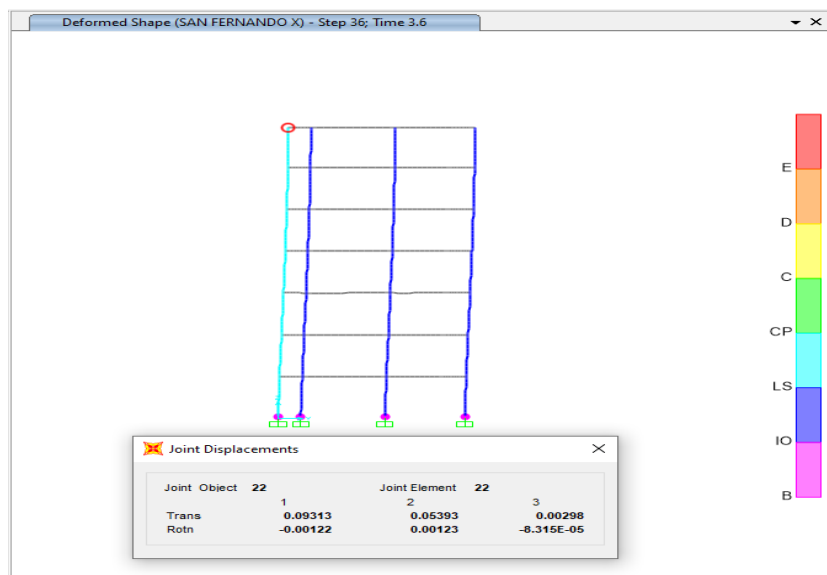 Deformed Shape (SAN FERNANDO X) - Step 36; Time 3.6
E
D
C
CP
LS
IO
B
Joint Displacements
Joint Object 22 Joint Element 22
1 2 3
Trans 0.09313 0.05393 0.00298
Rotn -0.00122 0.00123 -8.315E-05